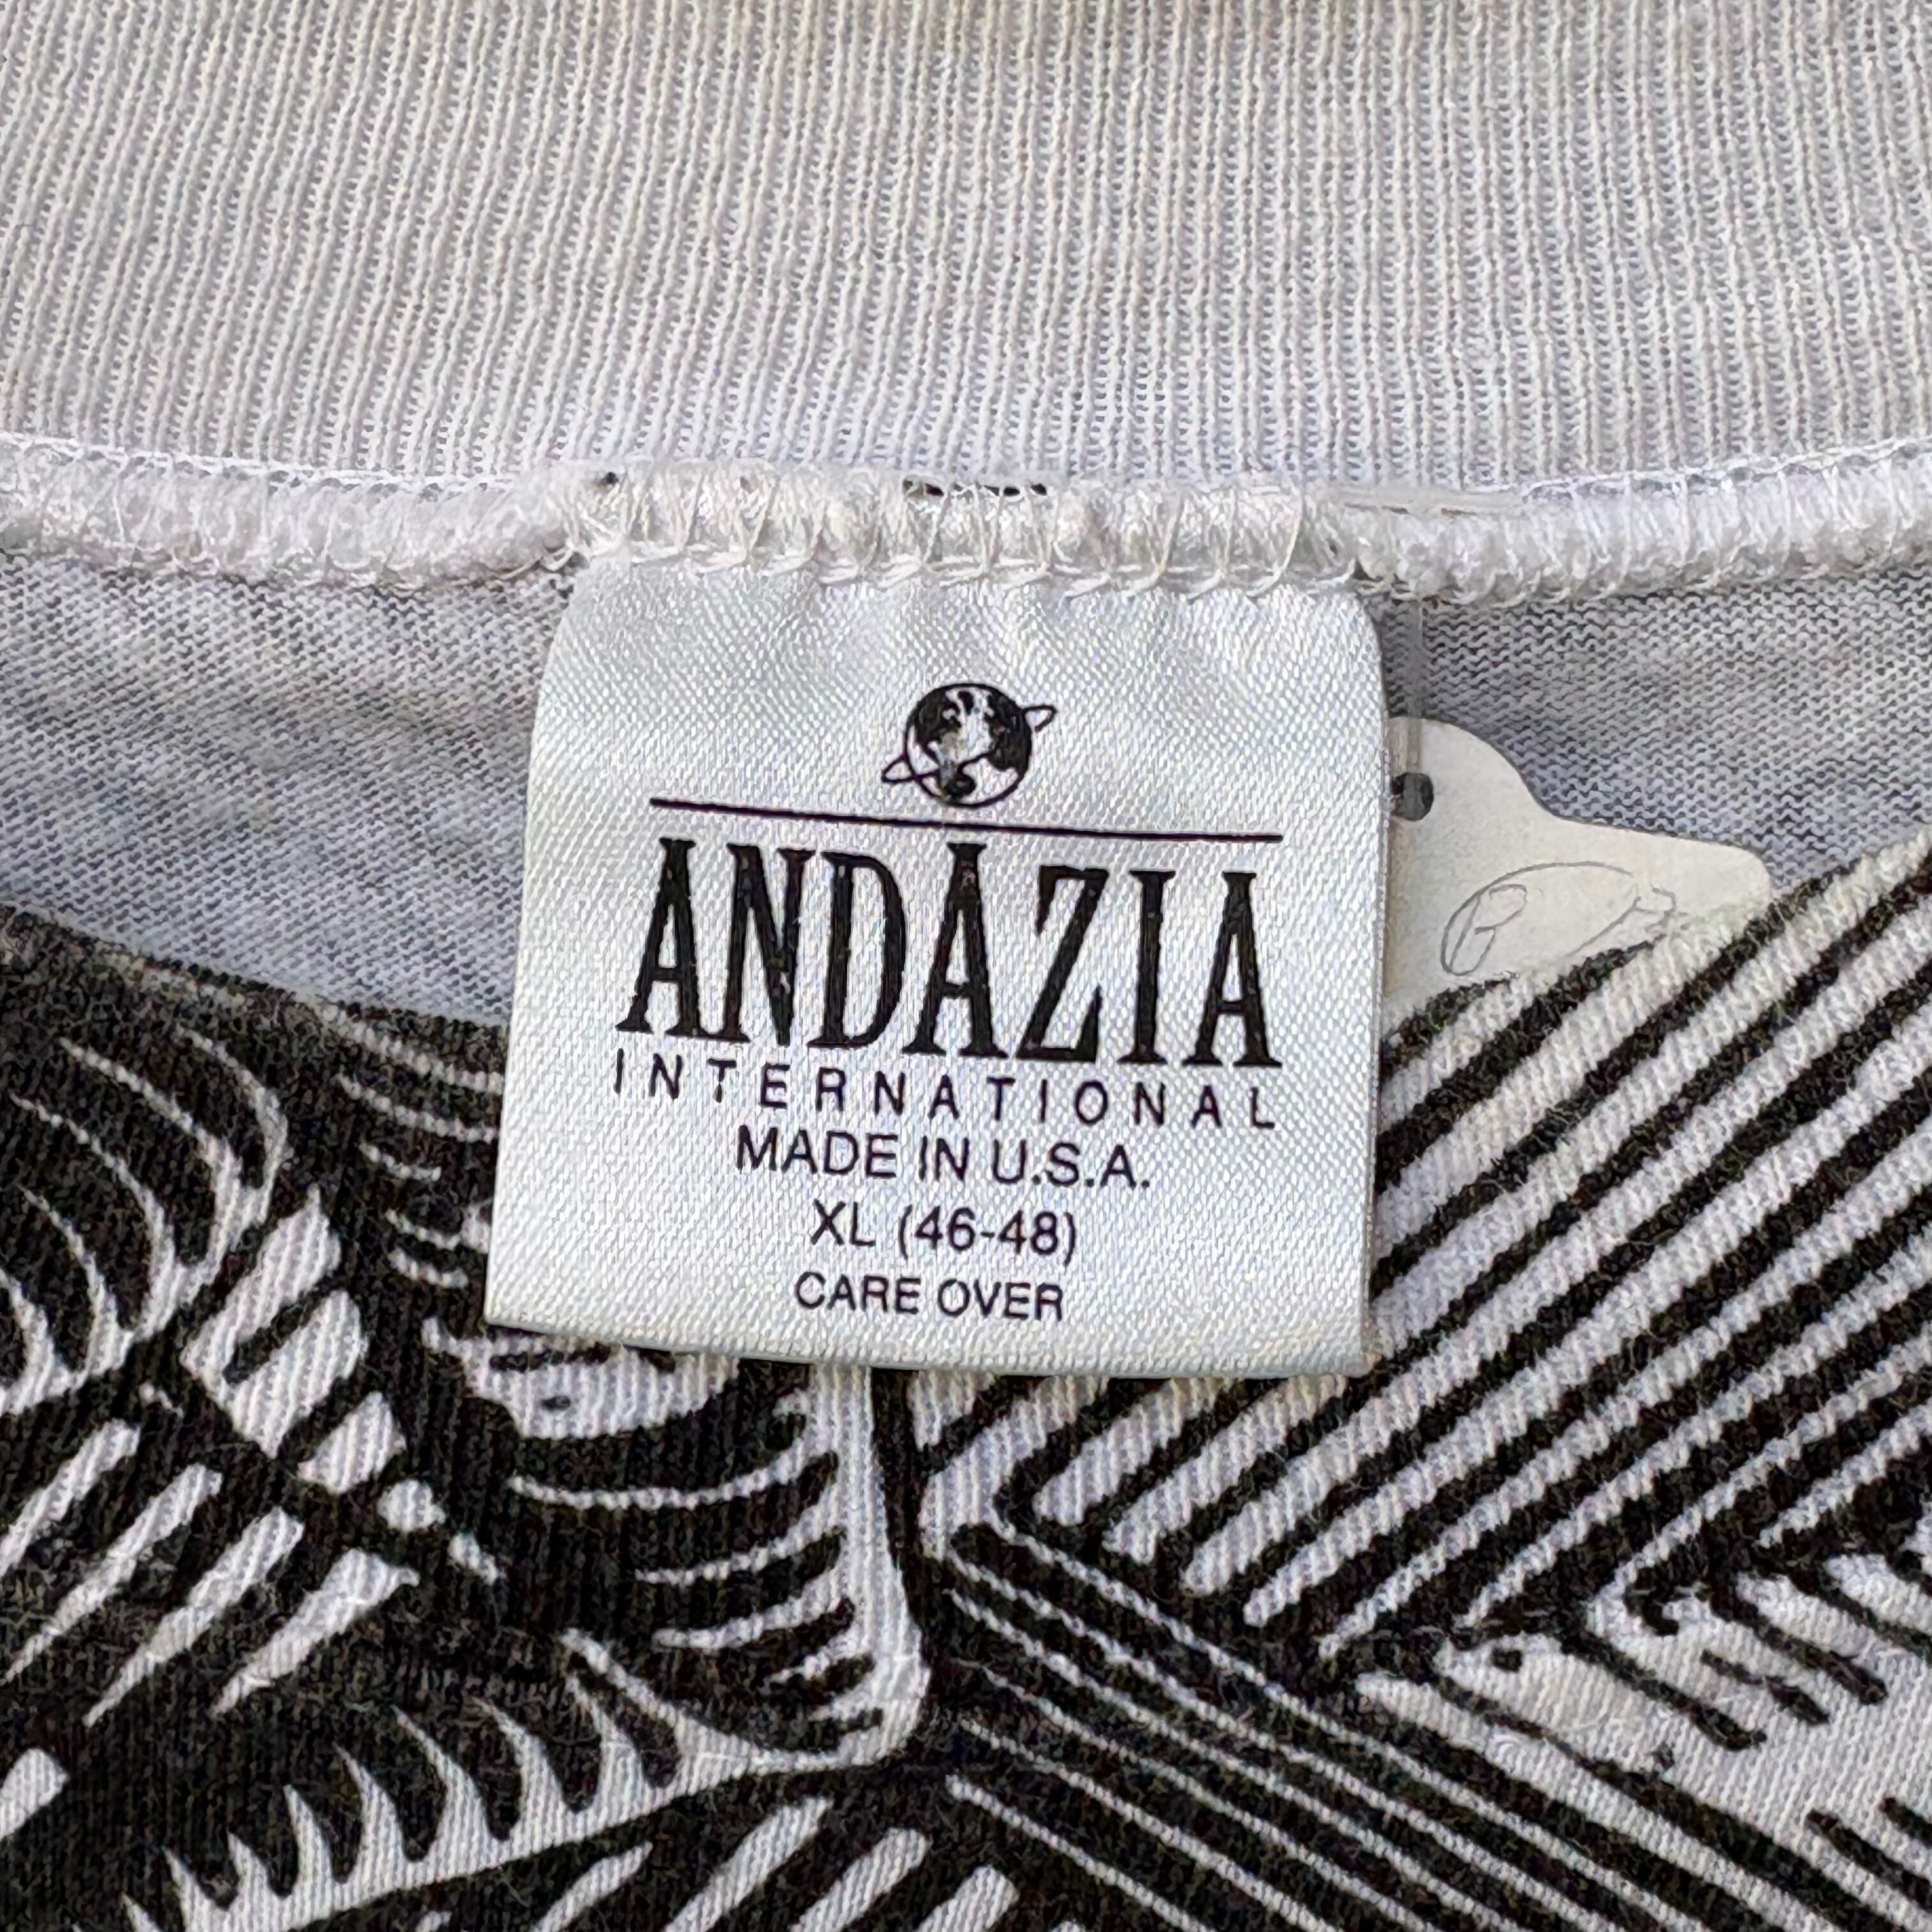 ANDAZIA
INTERNATIONAL
MADE IN U.S.A.
XL (46-48)
CARE OVER